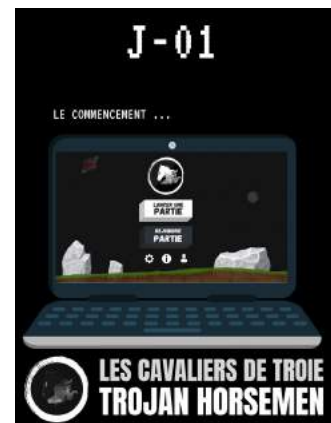 J-01
LE COMMENCEMENT ...
LANCER UNE
PARTIE
REJOINDRE
PARTIE
LES CAVALIERS DE TROIE
TROJAN HORSEMEN